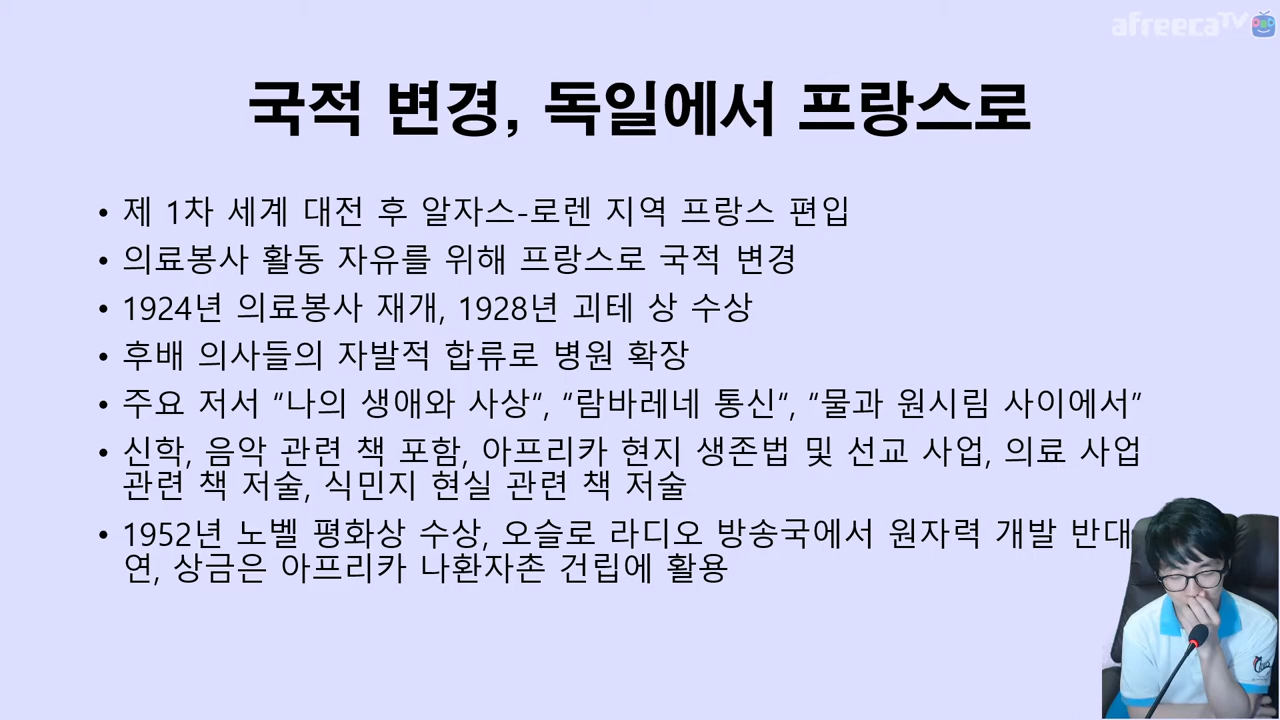 afreecaTV
국적 변경, 독일에서 프랑스로
• 제 1차 세계 대전 후 알자스-로렌 지역 프랑스 편입
• 의료봉사 활동 자유를 위해 프랑스로 국적 변경
• 1924년 의료봉사 재개, 1928년 괴테 상 수상
• 후배 의사들의 자발적 합류로 병원 확장
• 주요 저서 “나의 생애와 사상“, “람바레네 통신“, “물과 원시림 사이에서”
• 신학, 음악 관련 책 포함, 아프리카 현지 생존법 및 선교 사업, 의료 사업
관련 책 저술, 식민지 현실 관련 책 저술
• 1952년 노벨 평화상 수상, 오슬로 라디오 방송국에서 원자력 개발 반대
연, 상금은 아프리카 나환자촌 건립에 활용